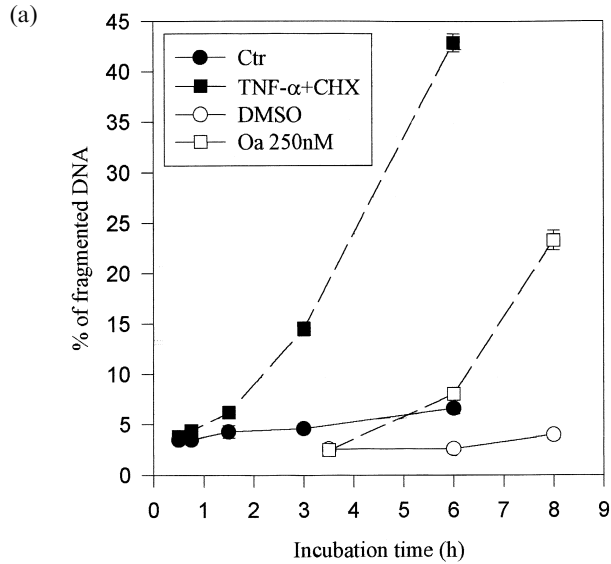 (a)
45
40
35
30
25
20
15
10
5
0
% of fragmented DNA
Ctr
TNF-α+CHX
DMSO
Oa 250nM
0 1 2 3 4 5 6 7 8 9
Incubation time (h)